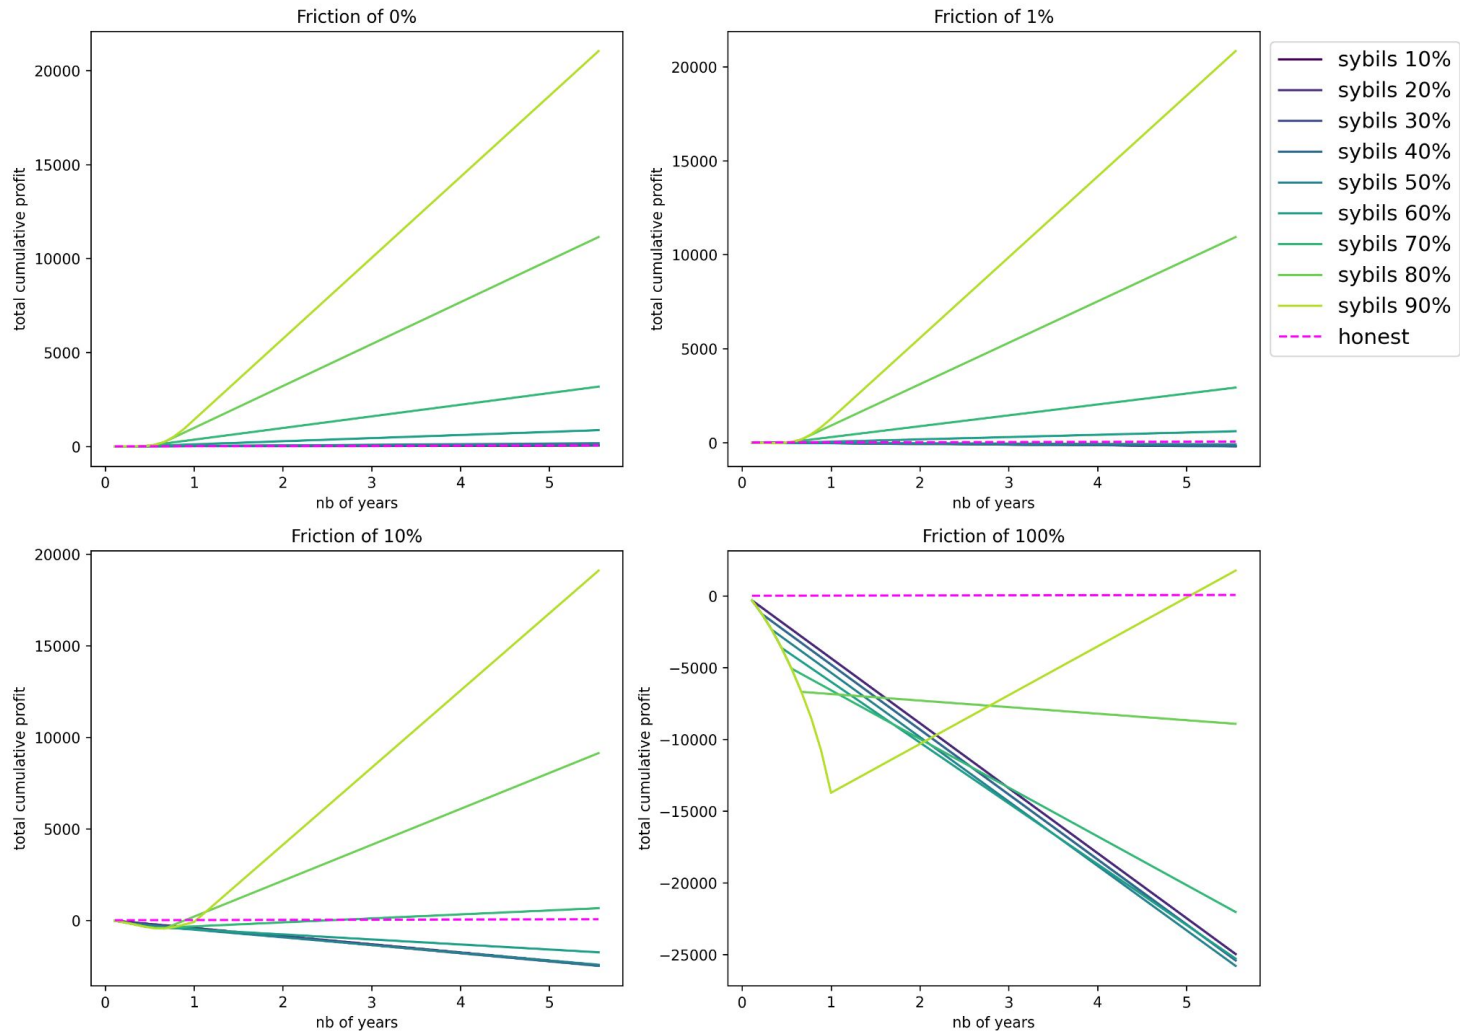 Friction of 0%
20000
15000
10000
5000
0
total cumulative profit
0 1 2 3 4 5
nb of years
Friction of 1%
20000
15000
10000
5000
0
total cumulative profit
0 1 2 3 4 5
nb of years
sybils 10%
sybils 20%
sybils 30%
sybils 40%
sybils 50%
sybils 60%
sybils 70%
sybils 80%
sybils 90%
honest
Friction of 10%
20000
15000
10000
5000
0
total cumulative profit
0 1 2 3 4 5
nb of years
Friction of 100%
0
−5000
−10000
−15000
−20000
−25000
total cumulative profit
0 1 2 3 4 5
nb of years